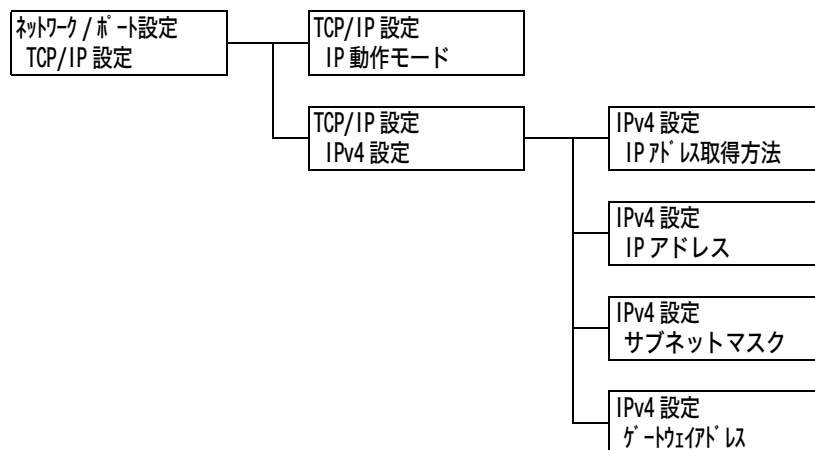 ﾈｯﾄﾜｰｸ / ﾎﾟｰﾄ設定
TCP/IP 設定
TCP/IP 設定
IP 動作モード
TCP/IP 設定
IPv4 設定
IPv4 設定
IP ｱﾄﾞﾚｽ取得方法
IPv4 設定
IP アドレス
IPv4 設定
サブネットマスク
IPv4 設定
ｹﾞｰﾄｳｪｲｱﾄﾞﾚｽ